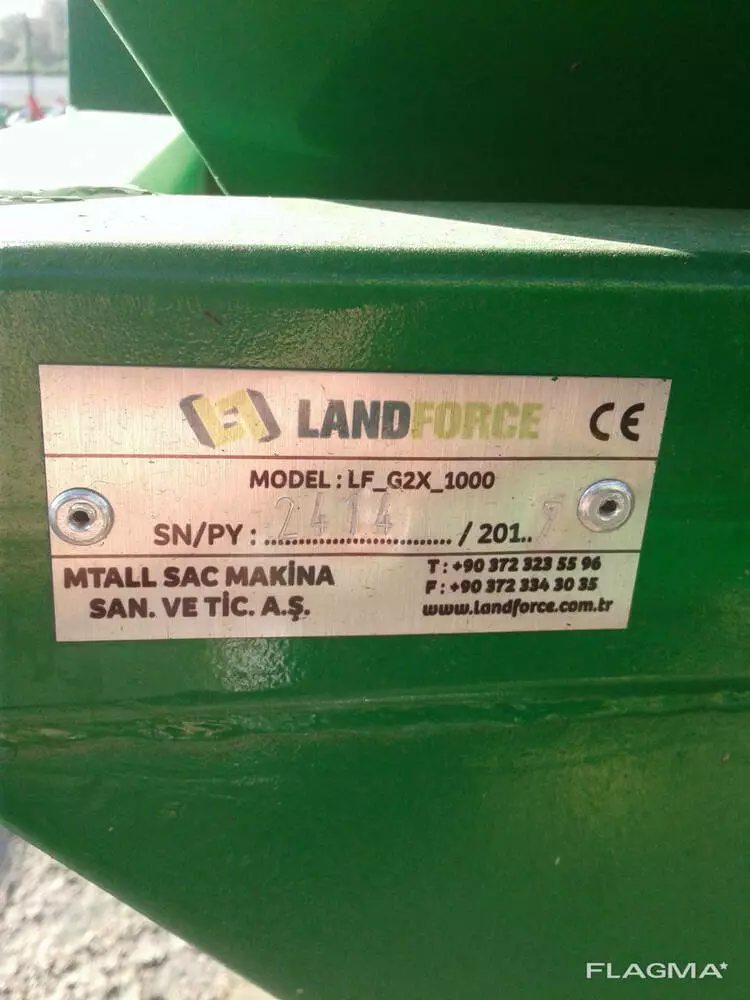 LANDFORCE CE
MODEL : LF_G2X_1000
SN/PY : 2414 / 201..7
MTALL SAC MAKİNA
SAN. VE TİC. A.Ş.
T : +90 372 323 55 96
F : +90 372 334 30 35
www.landforce.com.tr
FLAGMA